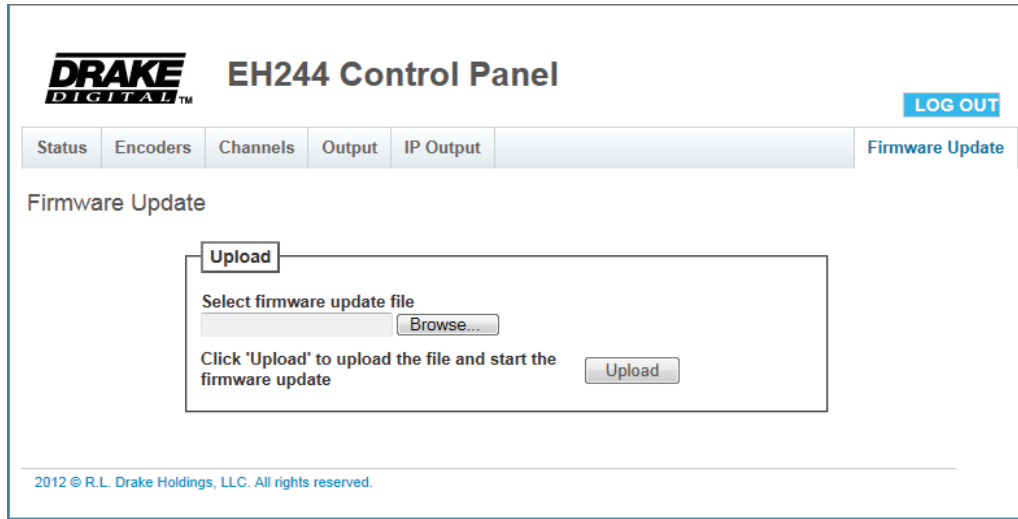 DRAKE
DIGITAL TM
EH244 Control Panel
LOG OUT
Status Encoders Channels Output IP Output Firmware Update
Firmware Update
Upload
Select firmware update file
Browse...
Click 'Upload' to upload the file and start the
firmware update
Upload
2012 © R.L. Drake Holdings, LLC. All rights reserved.